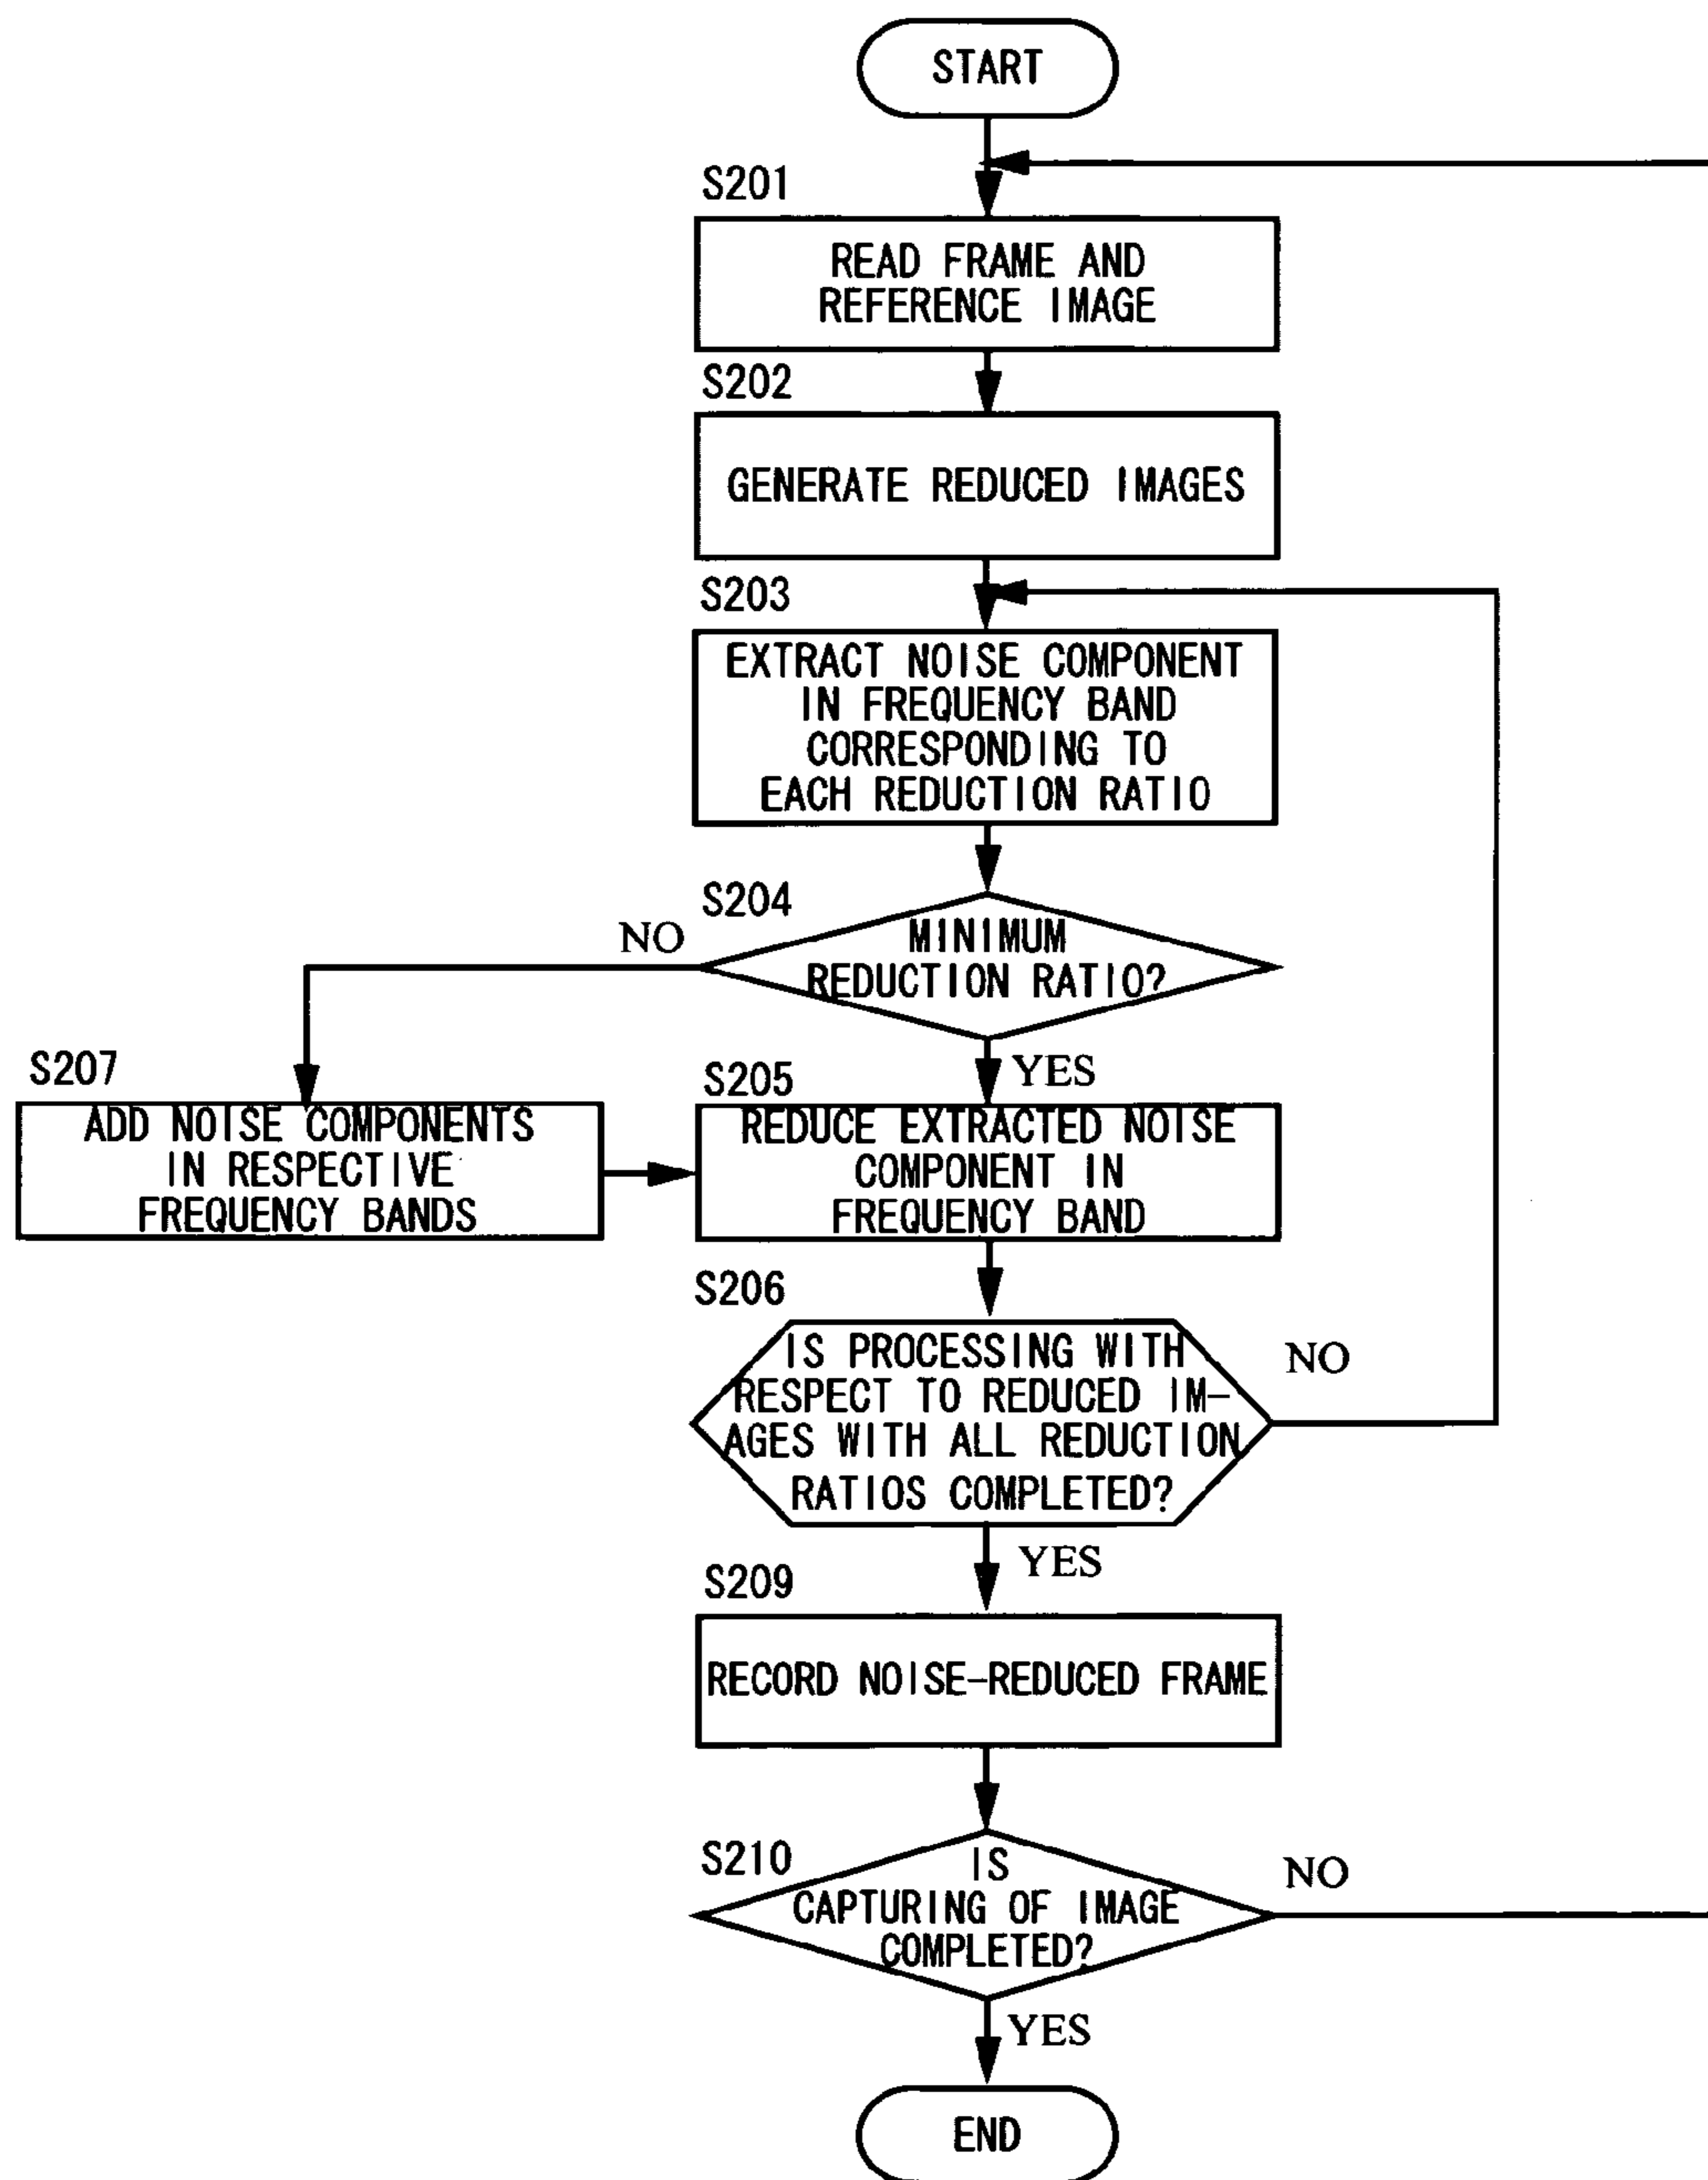 START
S201
READ FRAME AND
REFERENCE IMAGE
S202
GENERATE REDUCED IMAGES
S203
EXTRACT NOISE COMPONENT
IN FREQUENCY BAND
CORRESPONDING TO
EACH REDUCTION RATIO
S204
NO
MINIMUM
REDUCTION RATIO?
YES
S207
ADD NOISE COMPONENTS
IN RESPECTIVE
FREQUENCY BANDS
S205
REDUCE EXTRACTED NOISE
COMPONENT IN
FREQUENCY BAND
S206
IS PROCESSING WITH
RESPECT TO REDUCED IM-
AGES WITH ALL REDUCTION
RATIOS COMPLETED?
NO
YES
S209
RECORD NOISE-REDUCED FRAME
S210
IS
CAPTURING OF IMAGE
COMPLETED?
NO
YES
END